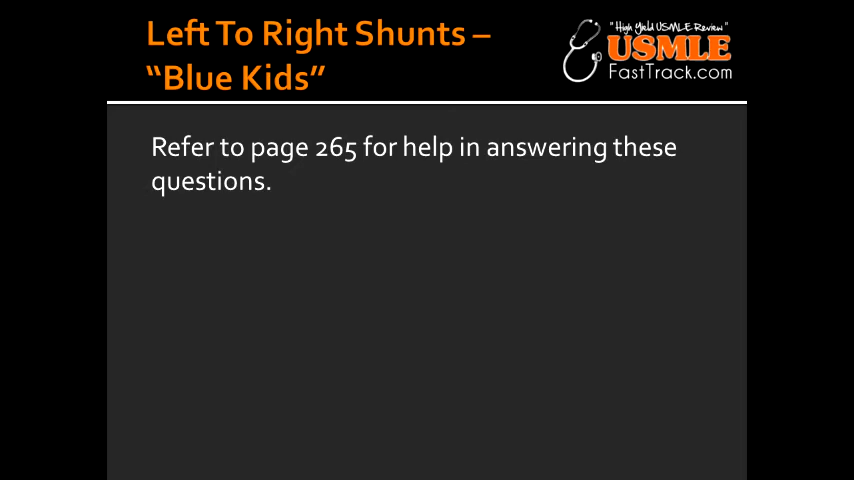 Left To Right Shunts –
“Blue Kids”
"High Yield USMLE Review"
USMLE
FastTrack.com
Refer to page 265 for help in answering these
questions.